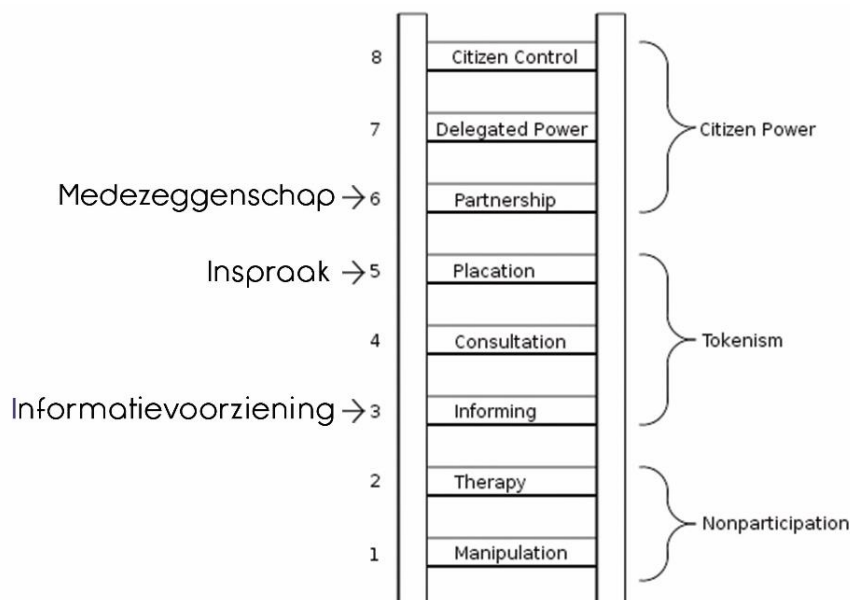 8 Citizen Control
7 Delegated Power
Citizen Power
Medezeggenschap → 6 Partnership
Inspraak → 5 Placation
4 Consultation
Tokenism
Informatievoorziening → 3 Informing
2 Therapy
Nonparticipation
1 Manipulation